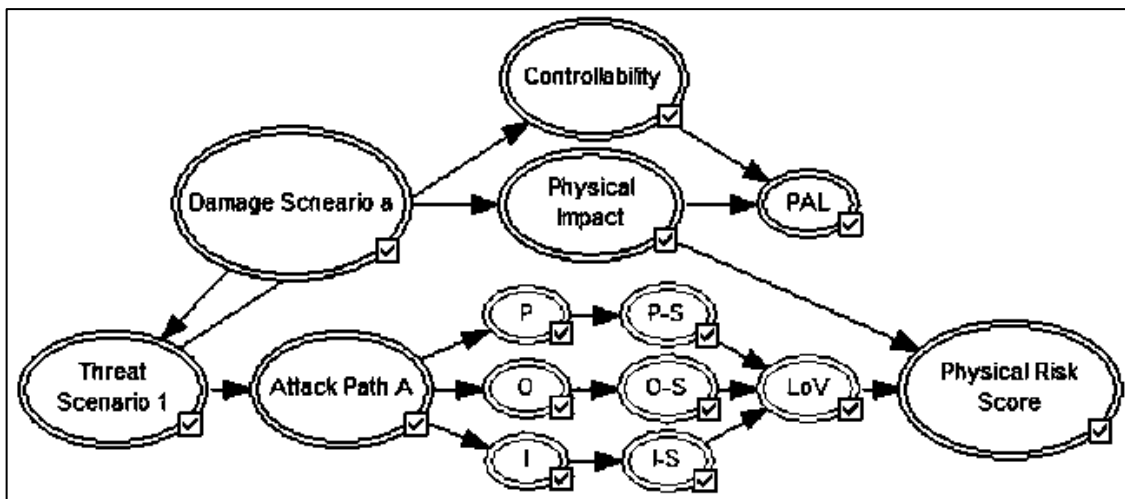 Controllability
Damage Scneario a
Physical
Impact
PAL
P
P-S
Threat
Scenario 1
Attack Path A
O
O-S
LoV
Physical Risk
Score
I
I-S